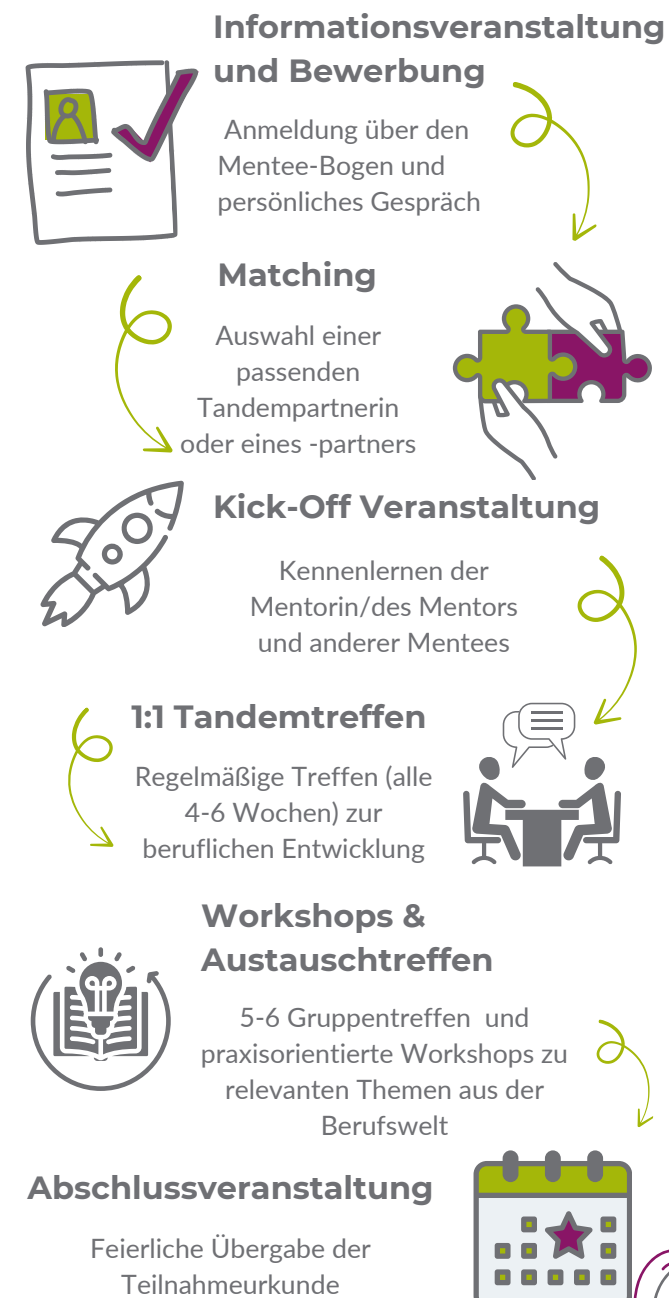 Informationsveranstaltung
und Bewerbung
Anmeldung über den
Mentee-Bogen und
persönliches Gespräch
Matching
Auswahl einer
passenden
Tandempartnerin
oder eines -partners
Kick-Off Veranstaltung
Kennenlernen der
Mentorin/des Mentors
und anderer Mentees
1:1 Tandemtreffen
Regelmäßige Treffen (alle
4-6 Wochen) zur
beruflichen Entwicklung
Workshops &
Austauschtreffen
5-6 Gruppentreffen  und
praxisorientierte Workshops zu
relevanten Themen aus der
Berufswelt
Abschlussveranstaltung
Feierliche Übergabe der
Teilnahmeurkunde